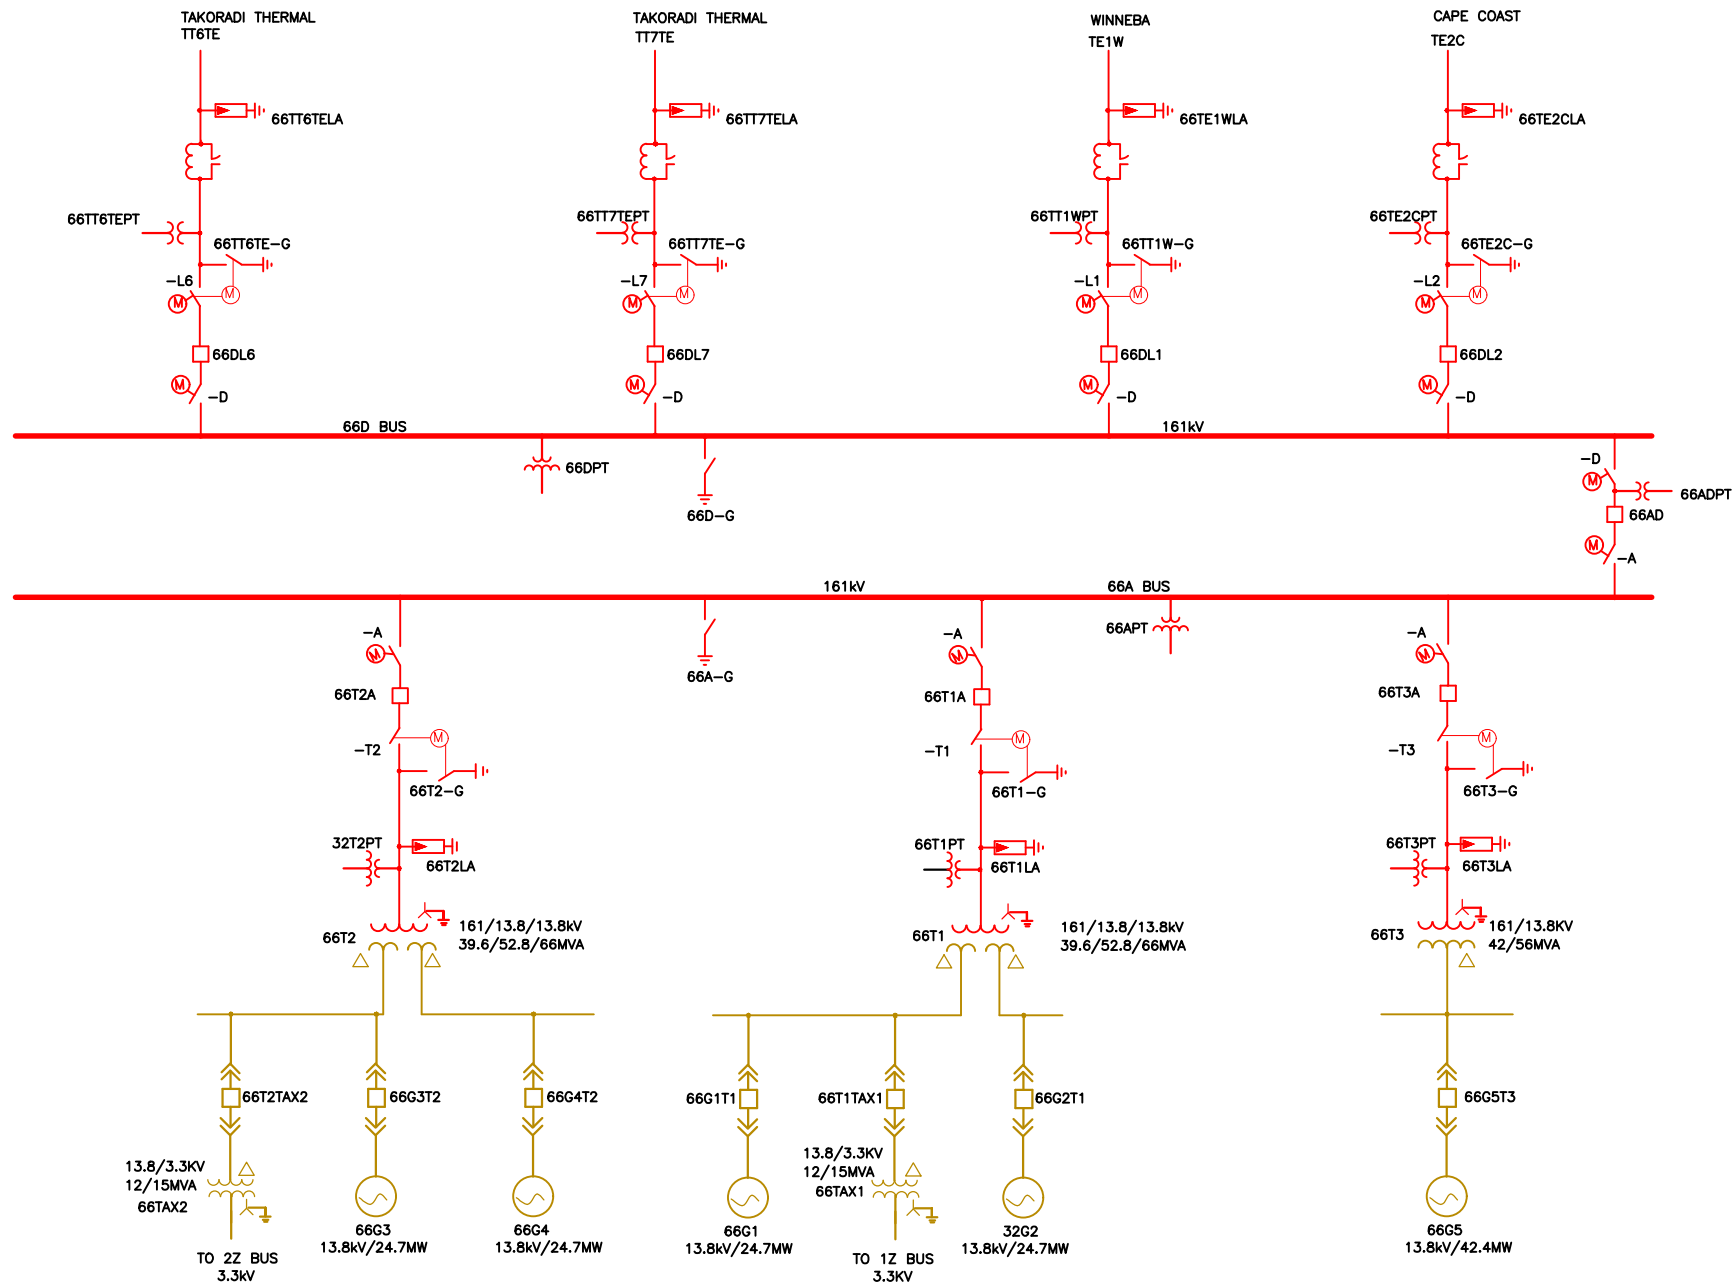 TAKORADI THERMAL
TT6TE
TAKORADI THERMAL
TT7TE
WINNEBA
TE1W
CAPE COAST
TE2C
66TT6TELA
66TT7TELA
66TE1WLA
66TE2CLA
66TT6TEPT
66TT7TEPT
66TT1WPT
66TE2CPT
66TT6TE-G
66TT7TE-G
66TT1W-G
66TE2C-G
-L6
M
M
-L7
M
M
-L1
M
M
-L2
M
M
66DL6
66DL7
66DL1
66DL2
M
-D
M
-D
M
-D
M
-D
66D BUS
161kV
66DPT
66D-G
-D
M
66ADPT
66AD
M
-A
161kV
66A BUS
66APT
66A-G
-A
M
-A
M
-A
M
66T2A
66T1A
66T3A
-T2
M
-T1
M
-T3
M
66T2-G
66T1-G
66T3-G
32T2PT
66T2LA
66T1PT
66T1LA
66T3PT
66T3LA
66T2
161/13.8/13.8kV
39.6/52.8/66MVA
66T1
161/13.8/13.8kV
39.6/52.8/66MVA
66T3
161/13.8KV
42/56MVA
66T2TAX2
66G3T2
66G4T2
66G1T1
66T1TAX1
66G2T1
66G5T3
13.8/3.3KV
12/15MVA
66TAX2
13.8/3.3KV
12/15MVA
66TAX1
66G3
13.8kV/24.7MW
66G4
13.8kV/24.7MW
66G1
13.8kV/24.7MW
32G2
13.8kV/24.7MW
66G5
13.8kV/42.4MW
TO 2Z BUS
3.3kV
TO 1Z BUS
3.3KV